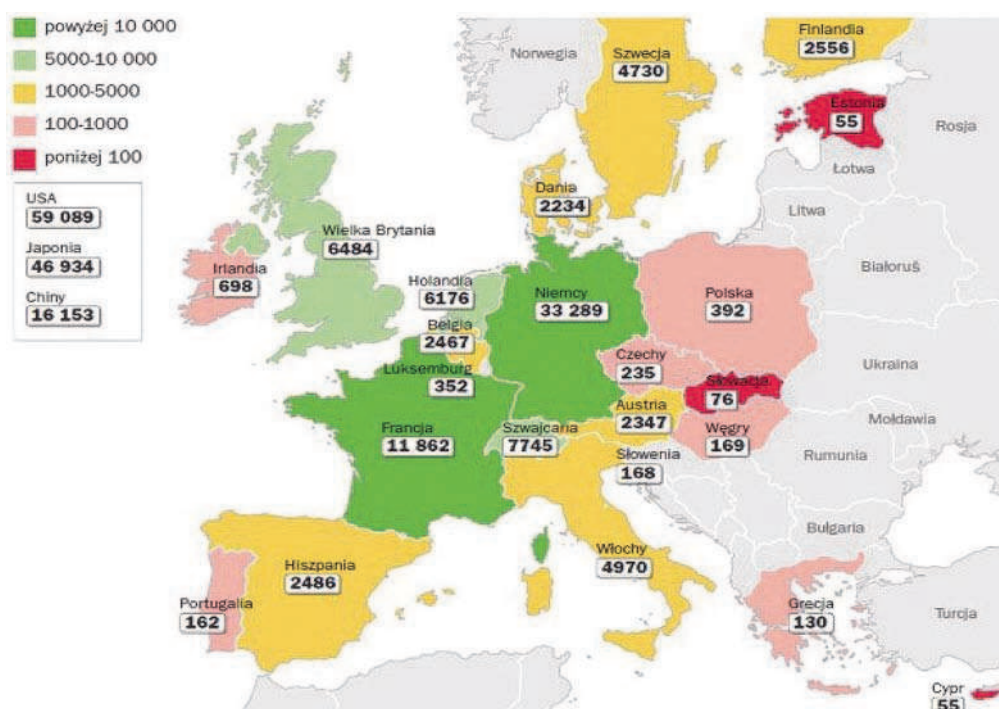 powyżej 10 000
5000-10 000
1000-5000
100-1000
poniżej 100
USA
59 089
Japonia
46 934
Chiny
16 153
Norwegia
Szwecja
4730
Finlandia
2556
Estonia
55
Rosja
Łotwa
Litwa
Dania
2234
Białoruś
Wielka Brytania
6484
Irlandia
698
Holandia
6176
Niemcy
33 289
Polska
392
Belgia
2467
Luksemburg
352
Czechy
235
Ukraina
Słowacja
76
Austria
2347
Węgry
169
Mołdawia
Francja
11 862
Szwajcaria
7745
Słowenia
168
Rumunia
Bułgaria
Hiszpania
2486
Włochy
4970
Portugalia
162
Grecja
130
Turcja
Cypr
55